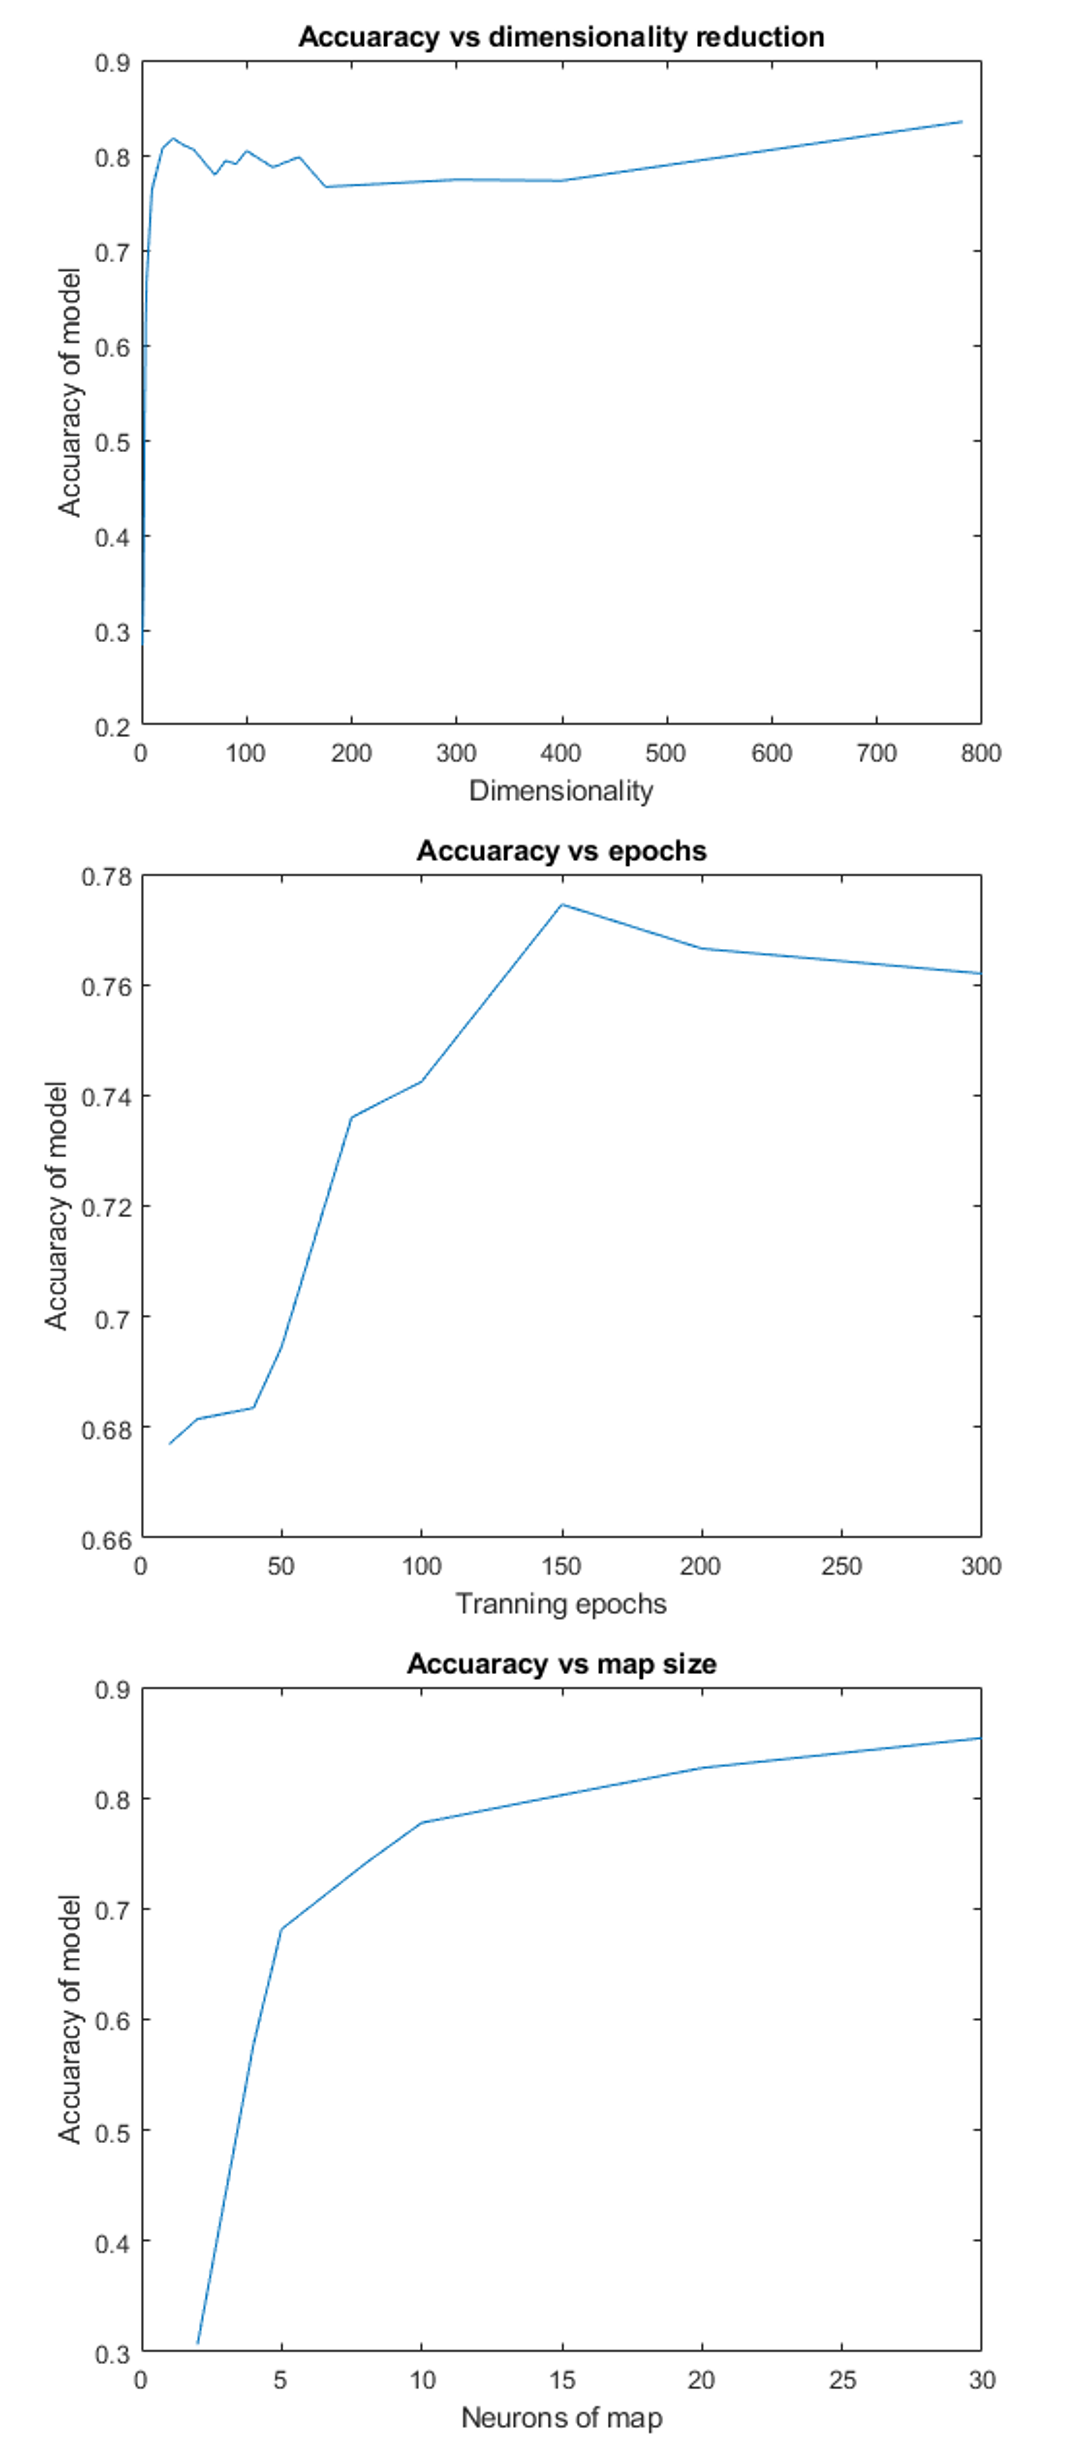 Accuaracy vs dimensionality reduction
0.9
0.8
0.7
0.6
0.5
0.4
0.3
0.2
Accuaracy of model
0 100 200 300 400 500 600 700 800
Dimensionality
Accuaracy vs epochs
0.78
0.76
0.74
0.72
0.7
0.68
0.66
Accuaracy of model
0 50 100 150 200 250 300
Tranning epochs
Accuaracy vs map size
0.9
0.8
0.7
0.6
0.5
0.4
0.3
Accuaracy of model
0 5 10 15 20 25 30
Neurons of map